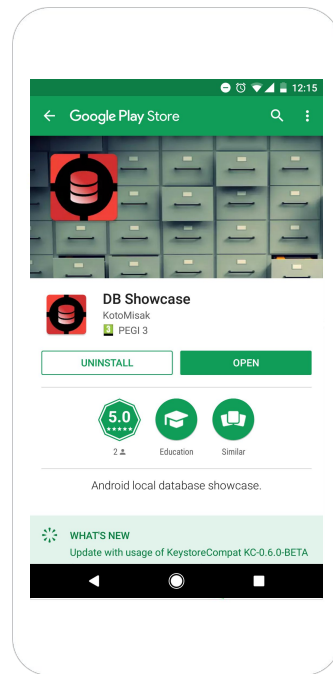 12:15
Google Play Store
DB Showcase
KotoMisak
3 PEGI 3
UNINSTALL
OPEN
5.0
2
Education
Similar
Android local database showcase.
WHAT'S NEW
Update with usage of KeystoreCompat KC-0.6.0-BETA